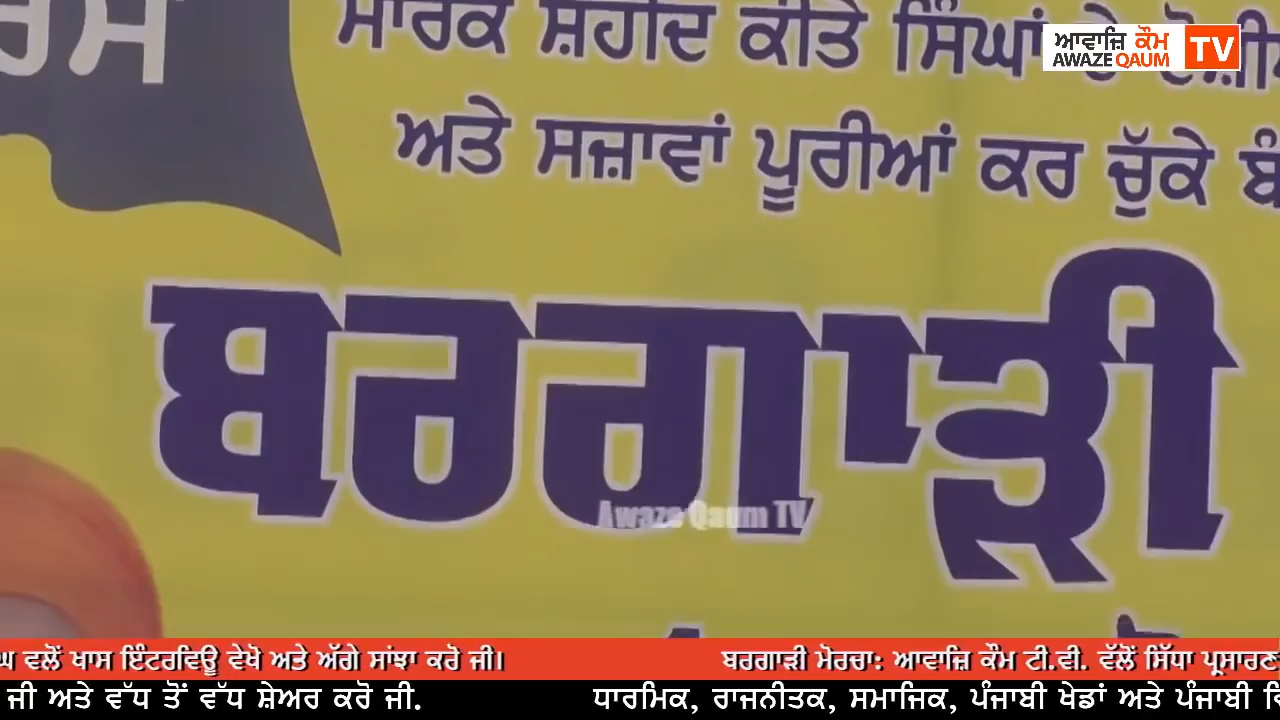 ਮਾਰਕੇ ਸ਼ਹੀਦ ਕੀਤੇ ਸਿੰਘਾਂ ਦੇ
ਅਤੇ ਸਜ਼ਾਵਾਂ ਪੂਰੀਆਂ ਕਰ ਚੁੱਕੇ
ਬਰਗਾੜੀ
ਆਵਾਜ਼ਿ ਕੌਮ
AWAZE QAUM TV
Awaze Qaum TV
ਵਲੋਂ ਖਾਸ ਇੰਟਰਵਿਊ ਵੇਖੋ ਅਤੇ ਅੱਗੇ ਸਾਂਝਾ ਕਰੋ ਜੀ। ਬਰਗਾੜੀ ਮੋਰਚਾ: ਆਵਾਜ਼ਿ ਕੌਮ ਟੀ.ਵੀ. ਵੱਲੋਂ ਸਿੱਧਾ ਪ੍ਰਸਾਰਣ
ਜੀ ਅਤੇ ਵੱਧ ਤੋਂ ਵੱਧ ਸ਼ੇਅਰ ਕਰੋ ਜੀ. ਧਾਰਮਿਕ, ਰਾਜਨੀਤਕ, ਸਮਾਜਿਕ, ਪੰਜਾਬੀ ਖੇਡਾਂ ਅਤੇ ਪੰਜਾਬੀ